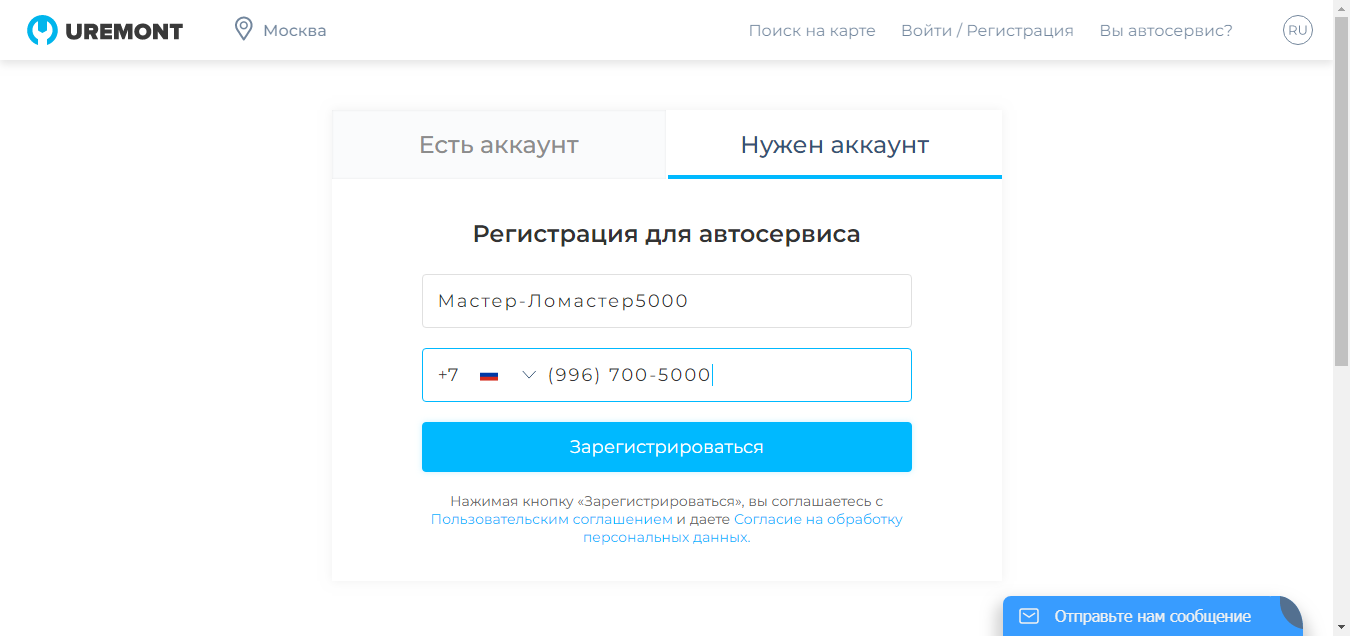 UREMONT Москва Поиск на карте Войти / Регистрация Вы автосервис? RU
Есть аккаунт Нужен аккаунт
Регистрация для автосервиса
Мастер-Ломастер5000
+7 (996) 700-5000
Зарегистрироваться
Нажимая кнопку «Зарегистрироваться», вы соглашаетесь с
Пользовательским соглашением и даете Согласие на обработку
персональных данных.
Отправьте нам сообщение